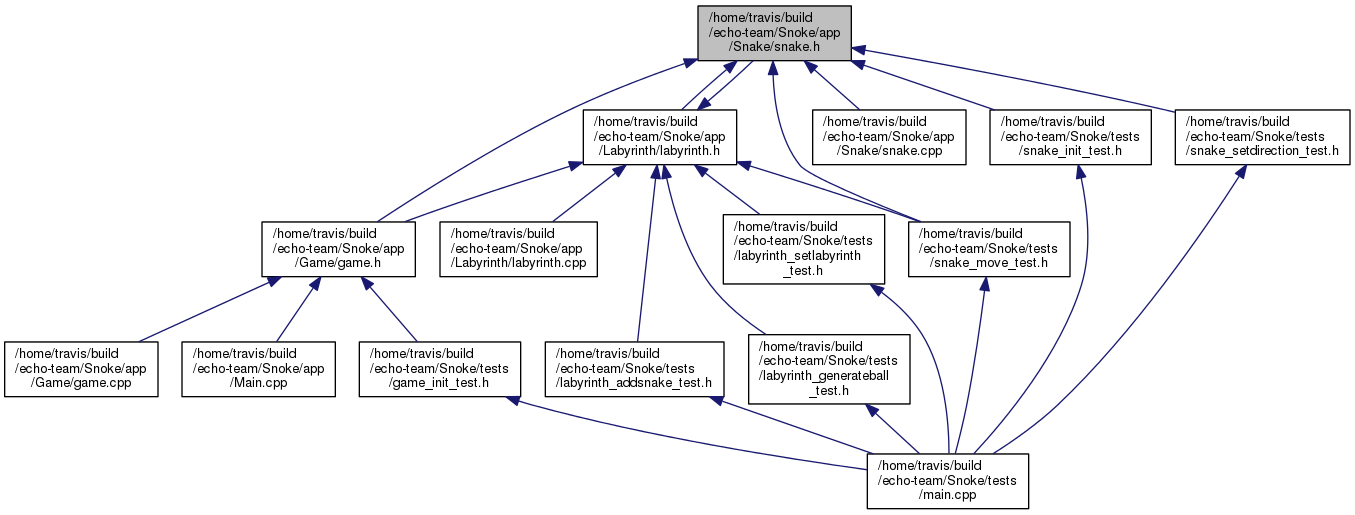 /home/travis/build
/echo-team/Snoke/app
/Snake/snake.h
/home/travis/build
/echo-team/Snoke/app
/Labyrinth/labyrinth.h
/home/travis/build
/echo-team/Snoke/app
/Snake/snake.cpp
/home/travis/build
/echo-team/Snoke/tests
/snake_init_test.h
/home/travis/build
/echo-team/Snoke/tests
/snake_setdirection_test.h
/home/travis/build
/echo-team/Snoke/app
/Game/game.h
/home/travis/build
/echo-team/Snoke/app
/Labyrinth/labyrinth.cpp
/home/travis/build
/echo-team/Snoke/tests
/labyrinth_setlabyrinth
_test.h
/home/travis/build
/echo-team/Snoke/tests
/snake_move_test.h
/home/travis/build
/echo-team/Snoke/app
/Game/game.cpp
/home/travis/build
/echo-team/Snoke/app
/Main.cpp
/home/travis/build
/echo-team/Snoke/tests
/game_init_test.h
/home/travis/build
/echo-team/Snoke/tests
/labyrinth_addsnake_test.h
/home/travis/build
/echo-team/Snoke/tests
/labyrinth_generateball
_test.h
/home/travis/build
/echo-team/Snoke/tests
/main.cpp